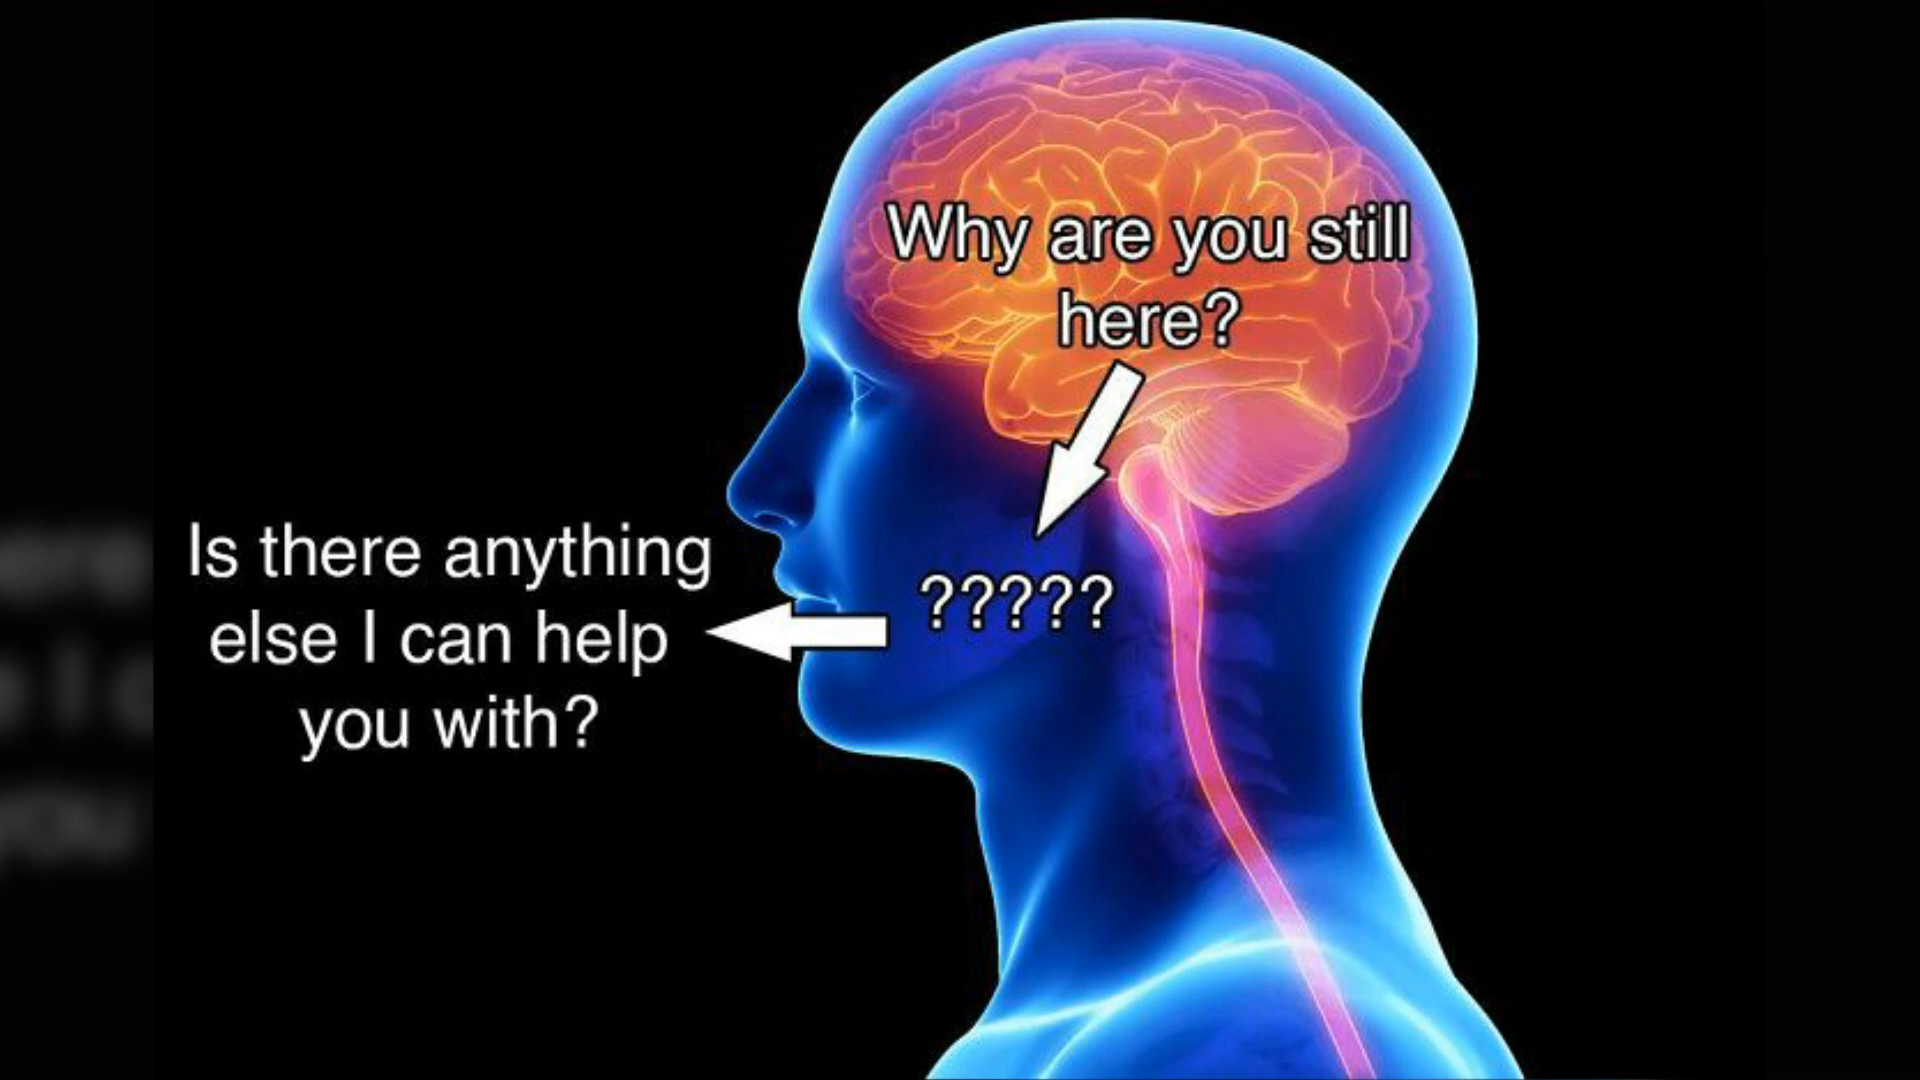 Why are you still
here?
?????
Is there anything
else I can help
you with?